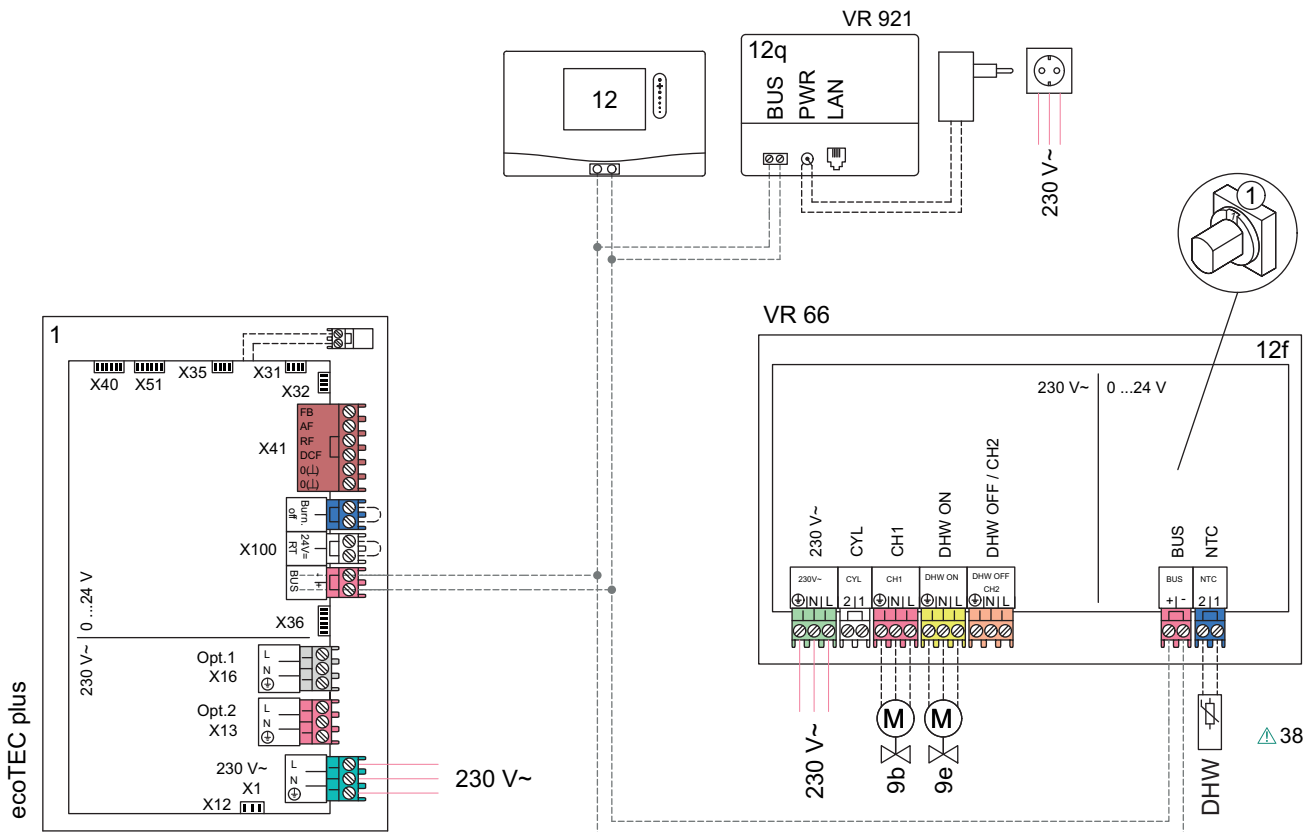 VR 921
12q
BUS
PWR
LAN
12
230 V~
1
VR 66
12f
230 V~
0 ...24 V
230 V~
CYL
CH1
DHW ON
DHW OFF / CH2
BUS
NTC
230V~
CYL
CH1
DHW ON
DHW OFF
CH2
BUS
NTC
N L
2 1
N L
N L
N L
+ -
2 1
230 V~
M
M
9b
9e
DHW
38
1
X40
X51
X35
X31
X32
X41
FB
AF
RF
DCF
0(⊥)
0(⊥)
Burn.
off
X100
24V=
RT
BUS
- +
X36
0 ...24 V
230 V~
Opt.1
X16
L
N
Opt.2
X13
L
N
230 V~
X1
L
N
X12
230 V~
ecoTEC plus